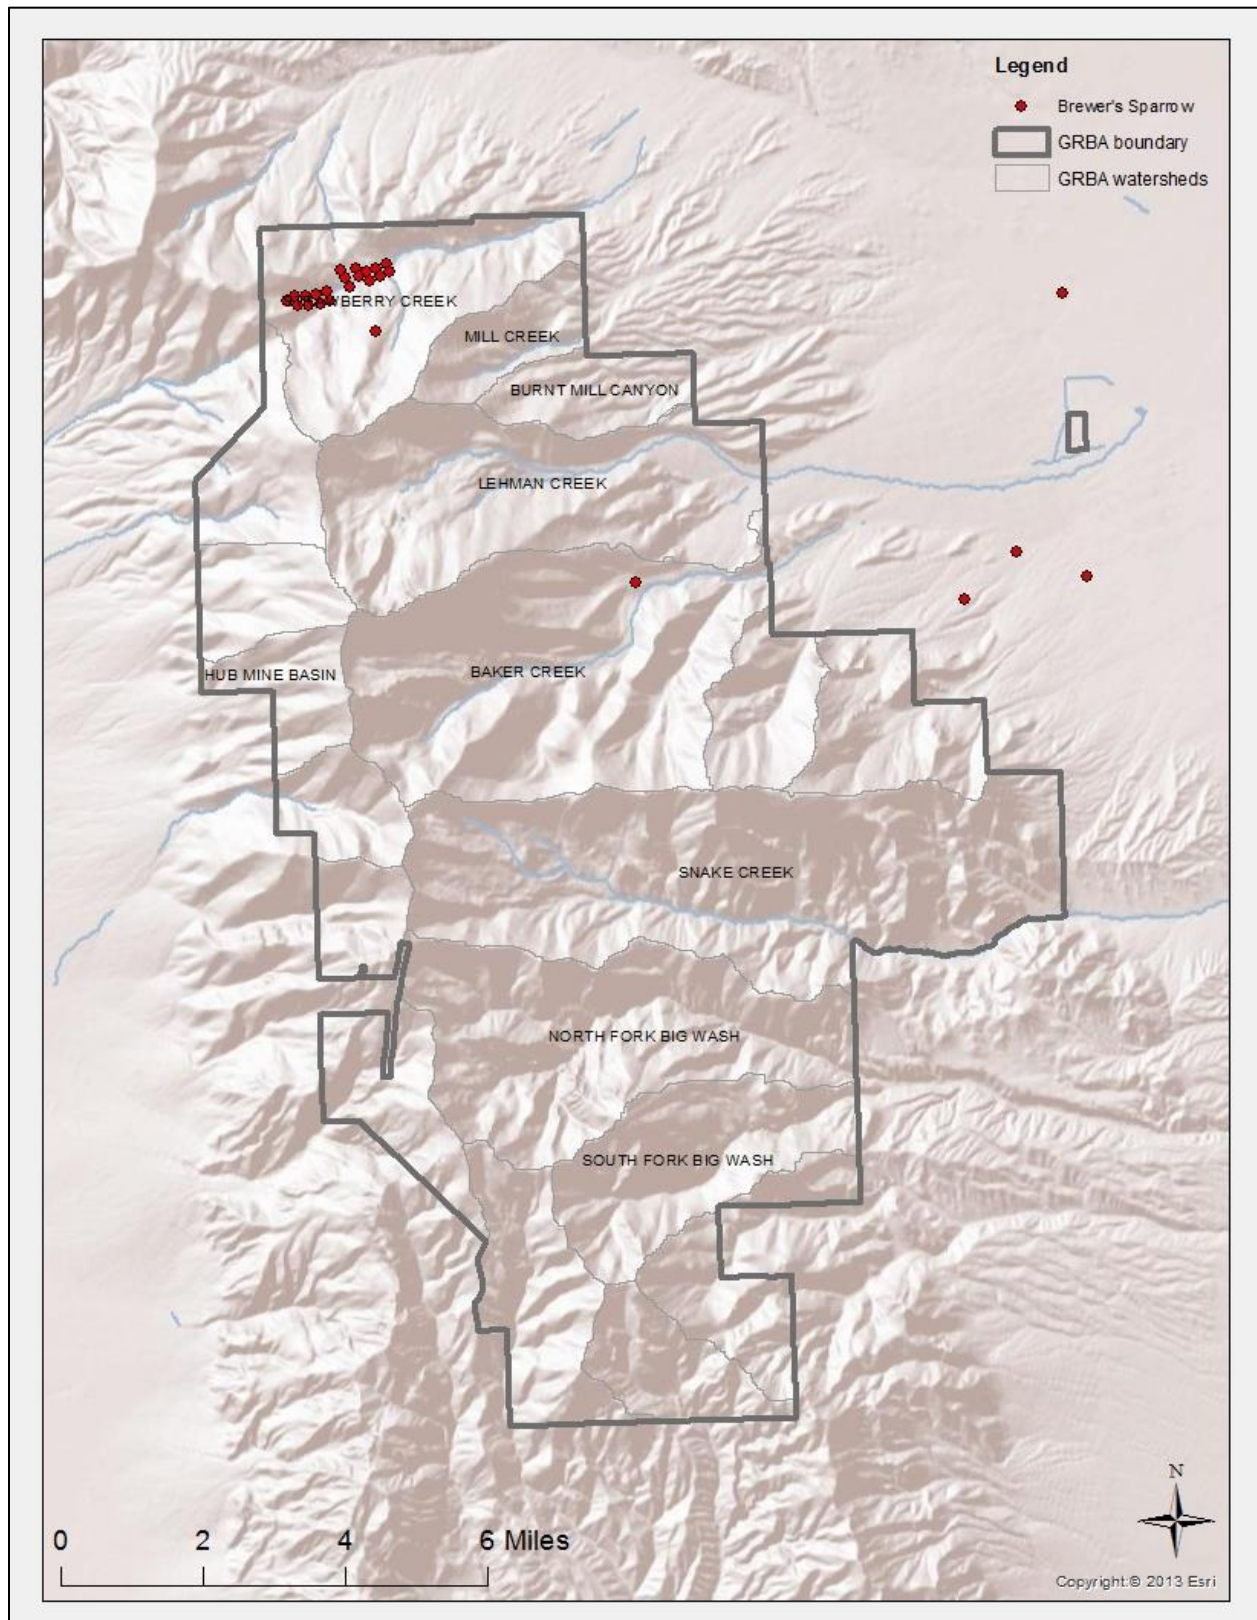 Legend
Brewer's Sparrow
GRBA boundary
GRBA watersheds
BERRY CREEK
MILL CREEK
BURNT MILL CANYON
LEHMAN CREEK
BAKER CREEK
HUB MINE BASIN
SNAKE CREEK
NORTH FORK BIG WASH
SOUTH FORK BIG WASH
N
0 2 4 6 Miles
Copyright:© 2013 Esri